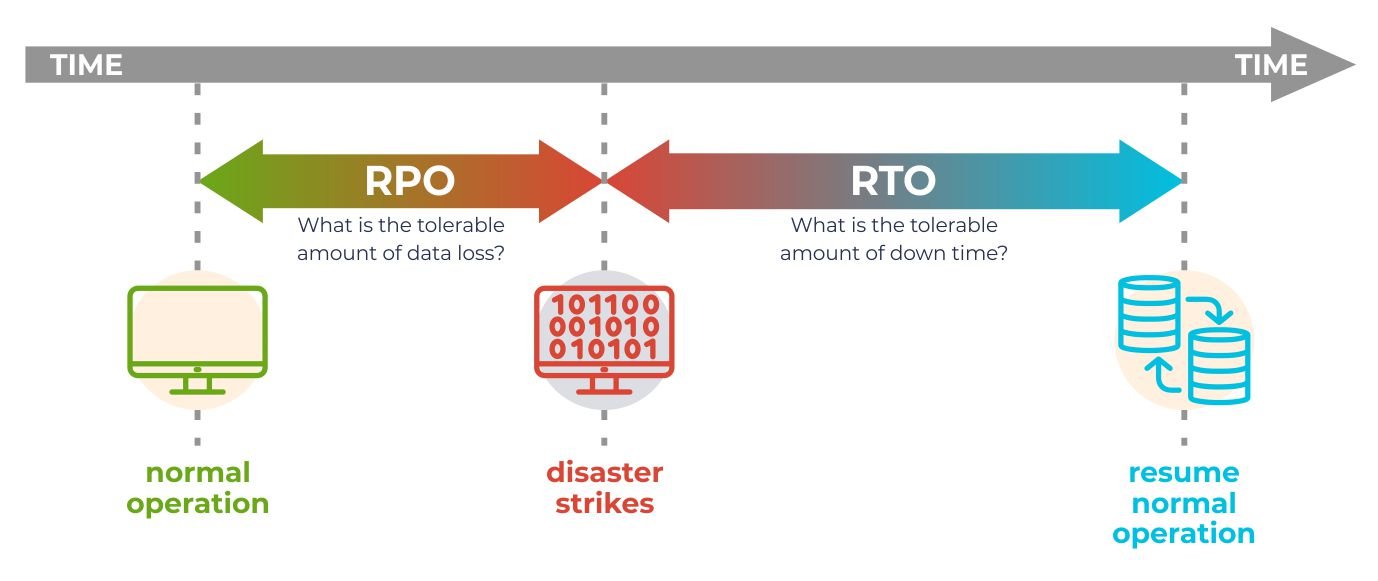 TIME
TIME
RPO
What is the tolerable
amount of data loss?
RTO
What is the tolerable
amount of down time?
101100
001010
010101
normal
operation
disaster
strikes
resume
normal
operation